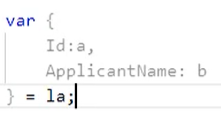 var {
Id:a,
ApplicantName: b
} = la;